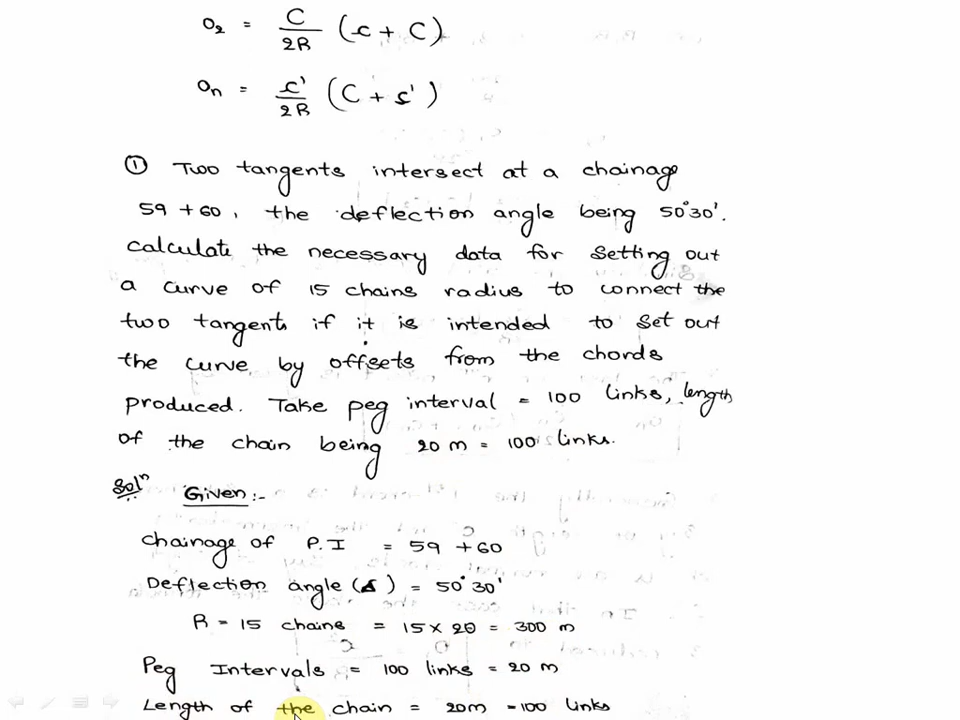 O₂ = C/2R (c + C)
Oₙ = c'/2R (C + c')
① Two tangents intersect at a chainage
59 + 60, the deflection angle being 50°30'.
Calculate the necessary data for setting out
a curve of 15 chains radius to connect the
two tangents if it is intended to set out
the curve by offsets from the chords
produced. Take peg interval = 100 links, length
of the chain being 20 m = 100 links.
Solⁿ Given :-
Chainage of P.I = 59 + 60
Deflection angle (Δ) = 50° 30'
R = 15 chains = 15 × 20 = 300 m
Peg Intervals = 100 links = 20 m
Length of the chain = 20m = 100 links